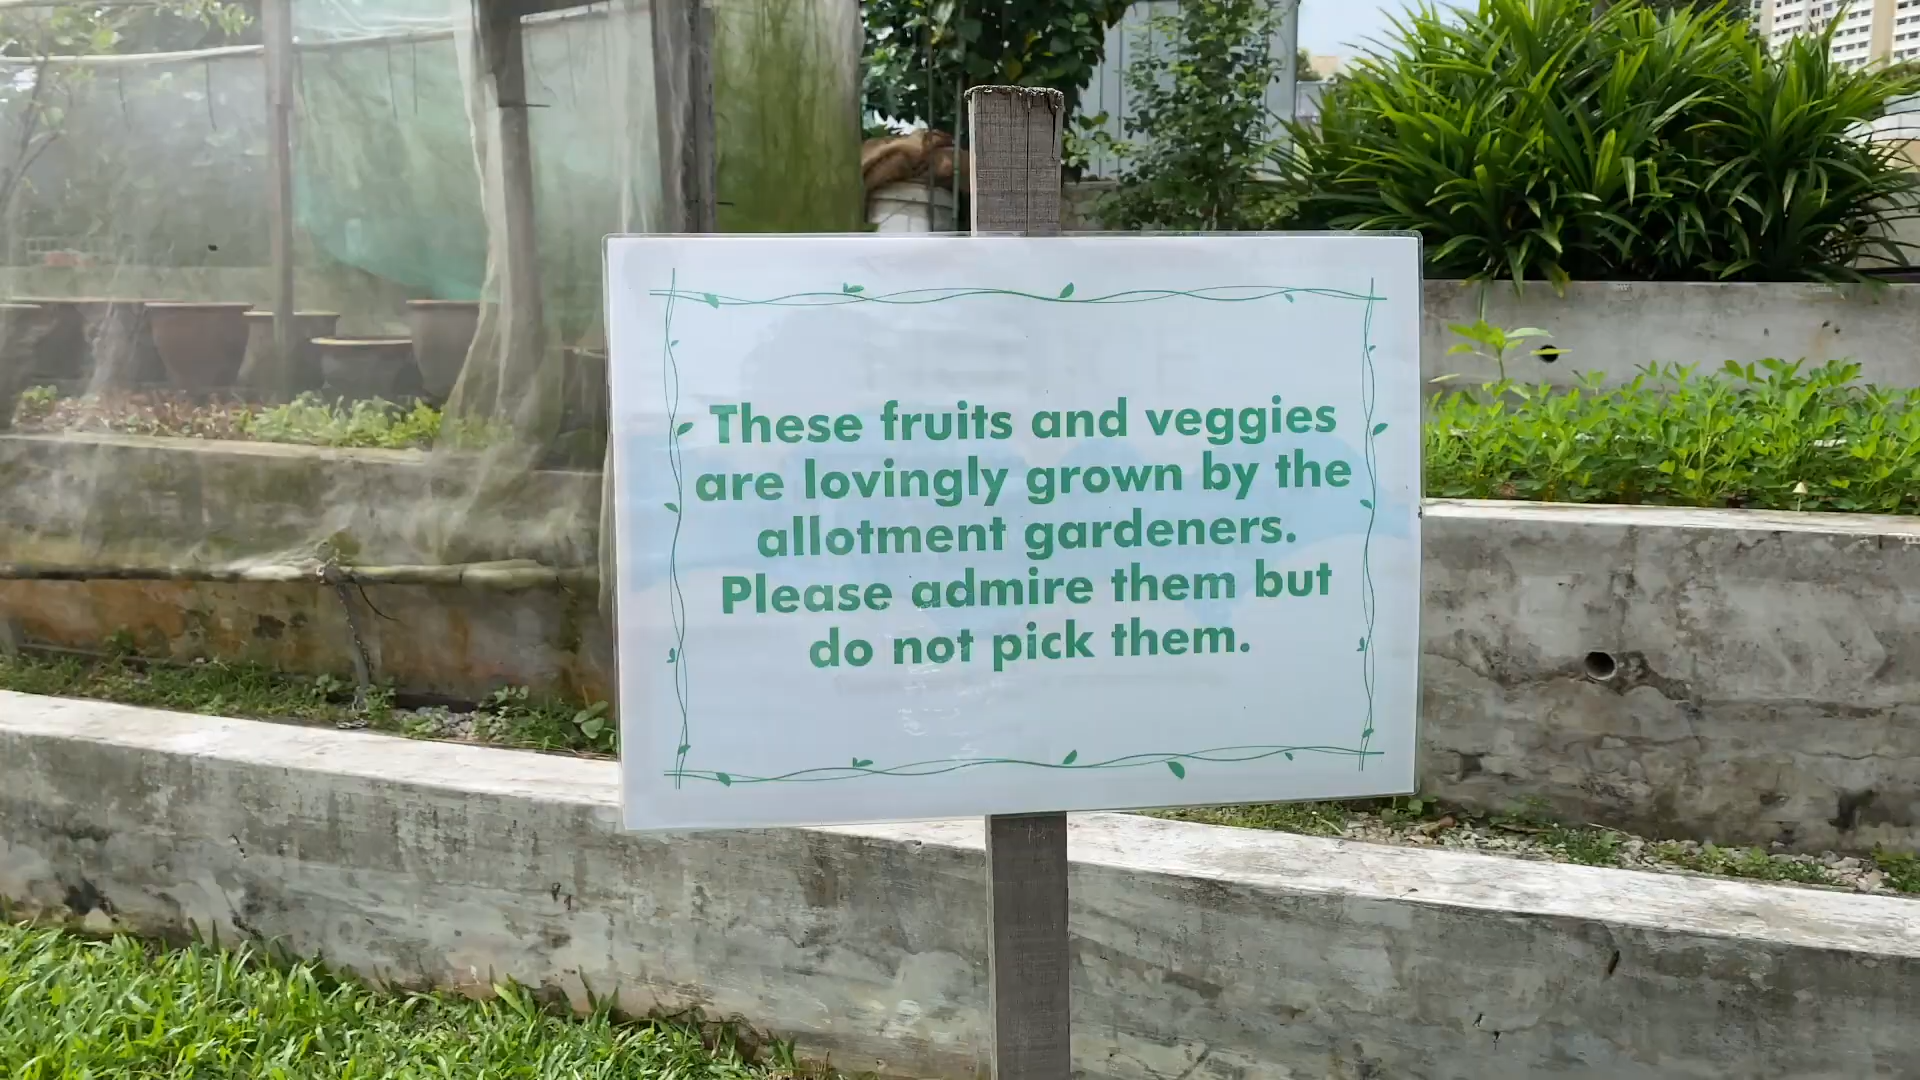 These fruits and veggies
are lovingly grown by the
allotment gardeners.
Please admire them but
do not pick them.